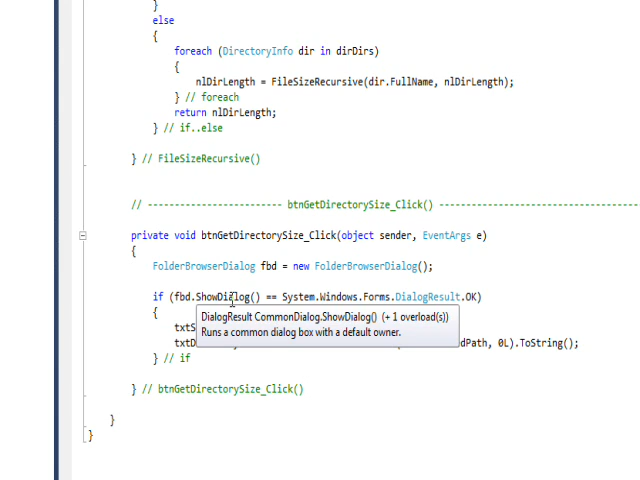 }
else
{
foreach (DirectoryInfo dir in dirDirs)
{
nlDirLength = FileSizeRecursive(dir.FullName, nlDirLength);
} // foreach
return nlDirLength;
} // if..else
} // FileSizeRecursive()
// ------------------------- btnGetDirectorySize_Click() -------------------------------------
private void btnGetDirectorySize_Click(object sender, EventArgs e)
{
FolderBrowserDialog fbd = new FolderBrowserDialog();
if (fbd.ShowDialog() == System.Windows.Forms.DialogResult.OK)
{
DialogResult CommonDialog.ShowDialog() (+ 1 overload(s))
Runs a common dialog box with a default owner.
txtS
txtD dPath, 0L).ToString();
} // if
} // btnGetDirectorySize_Click()
}
}